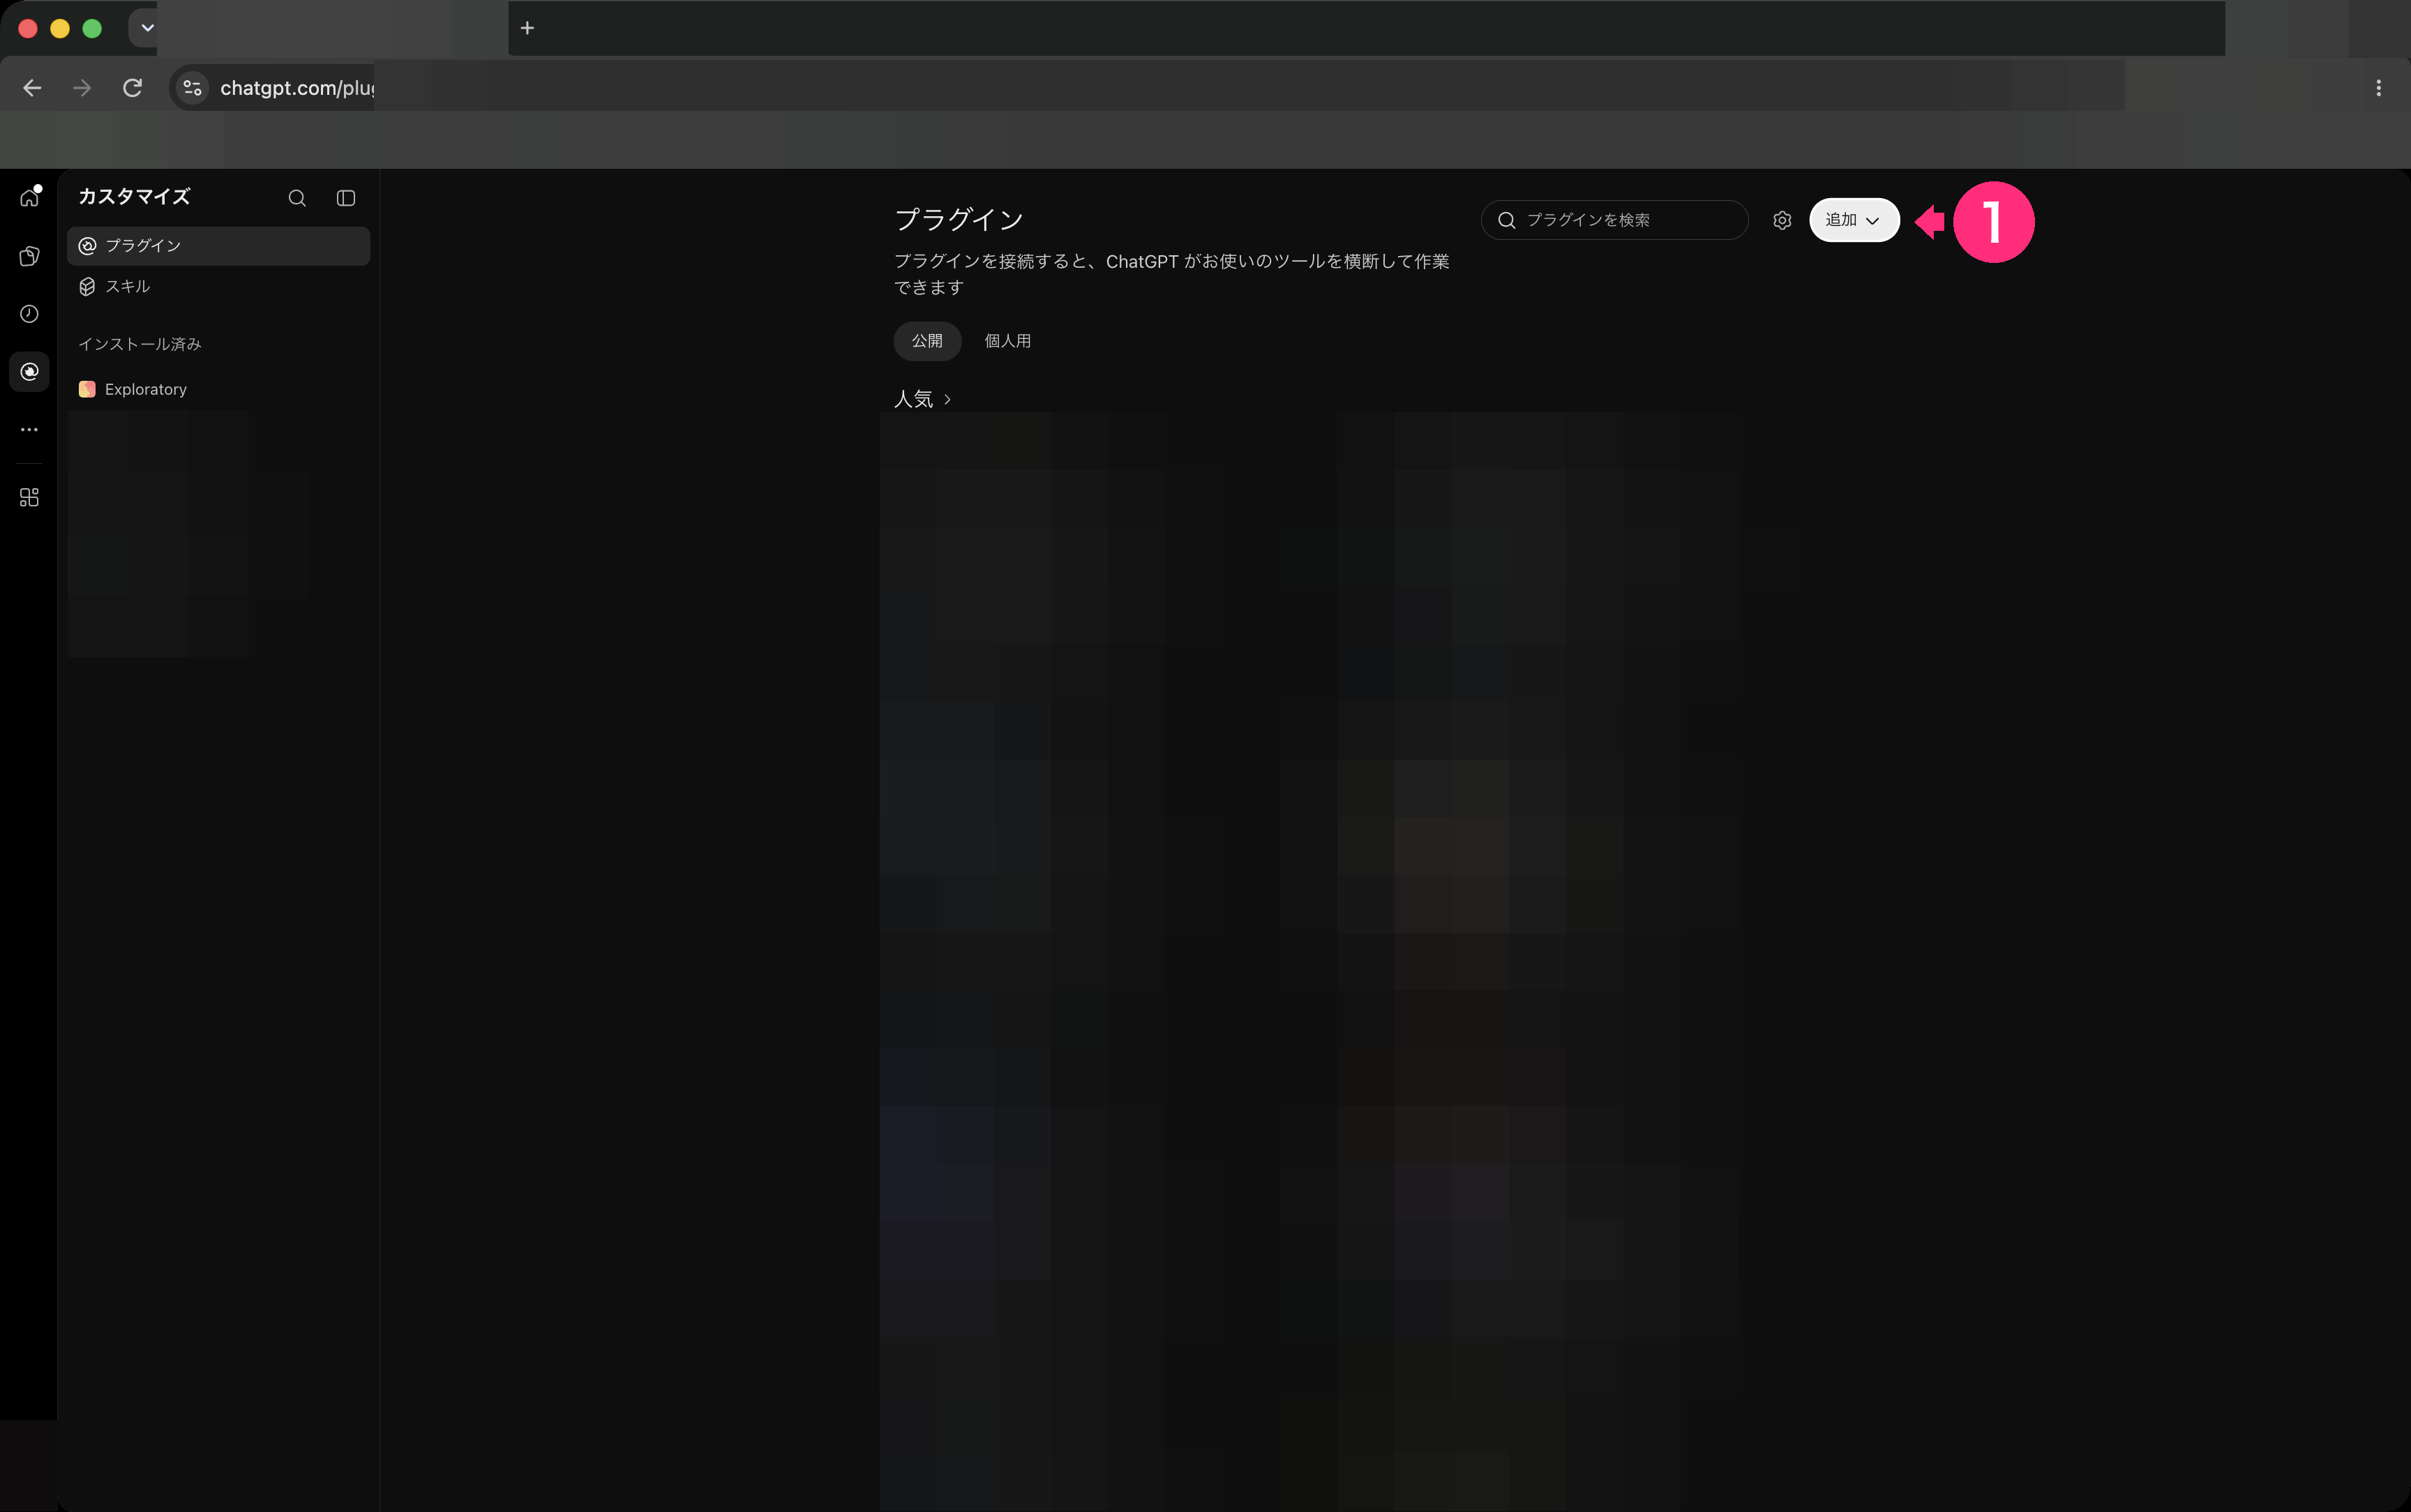 chatgpt.com/plug
カスタマイズ
プラグイン
スキル
インストール済み
Exploratory
プラグイン
プラグインを検索
追加
1
プラグインを接続すると、ChatGPT がお使いのツールを横断して作業
できます
公開
個人用
人気